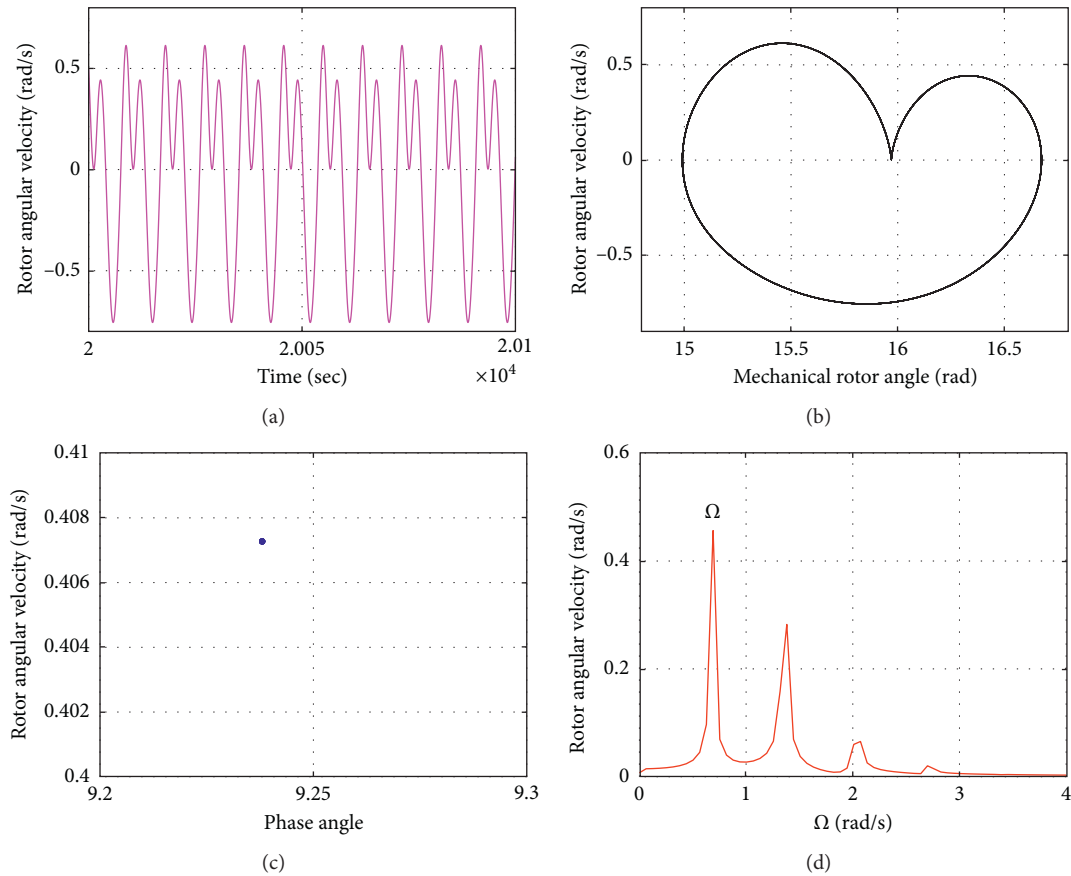 Rotor angular velocity (rad/s)
0.5
0
−0.5
2
2.005
2.01
×10⁴
Time (sec)
(a)
Rotor angular velocity (rad/s)
0.5
0
−0.5
15
15.5
16
16.5
Mechanical rotor angle (rad)
(b)
Rotor angular velocity (rad/s)
0.41
0.408
0.406
0.404
0.402
0.4
9.2
9.25
9.3
Phase angle
(c)
Rotor angular velocity (rad/s)
0.6
0.4
0.2
0
Ω
0
1
2
3
4
Ω (rad/s)
(d)